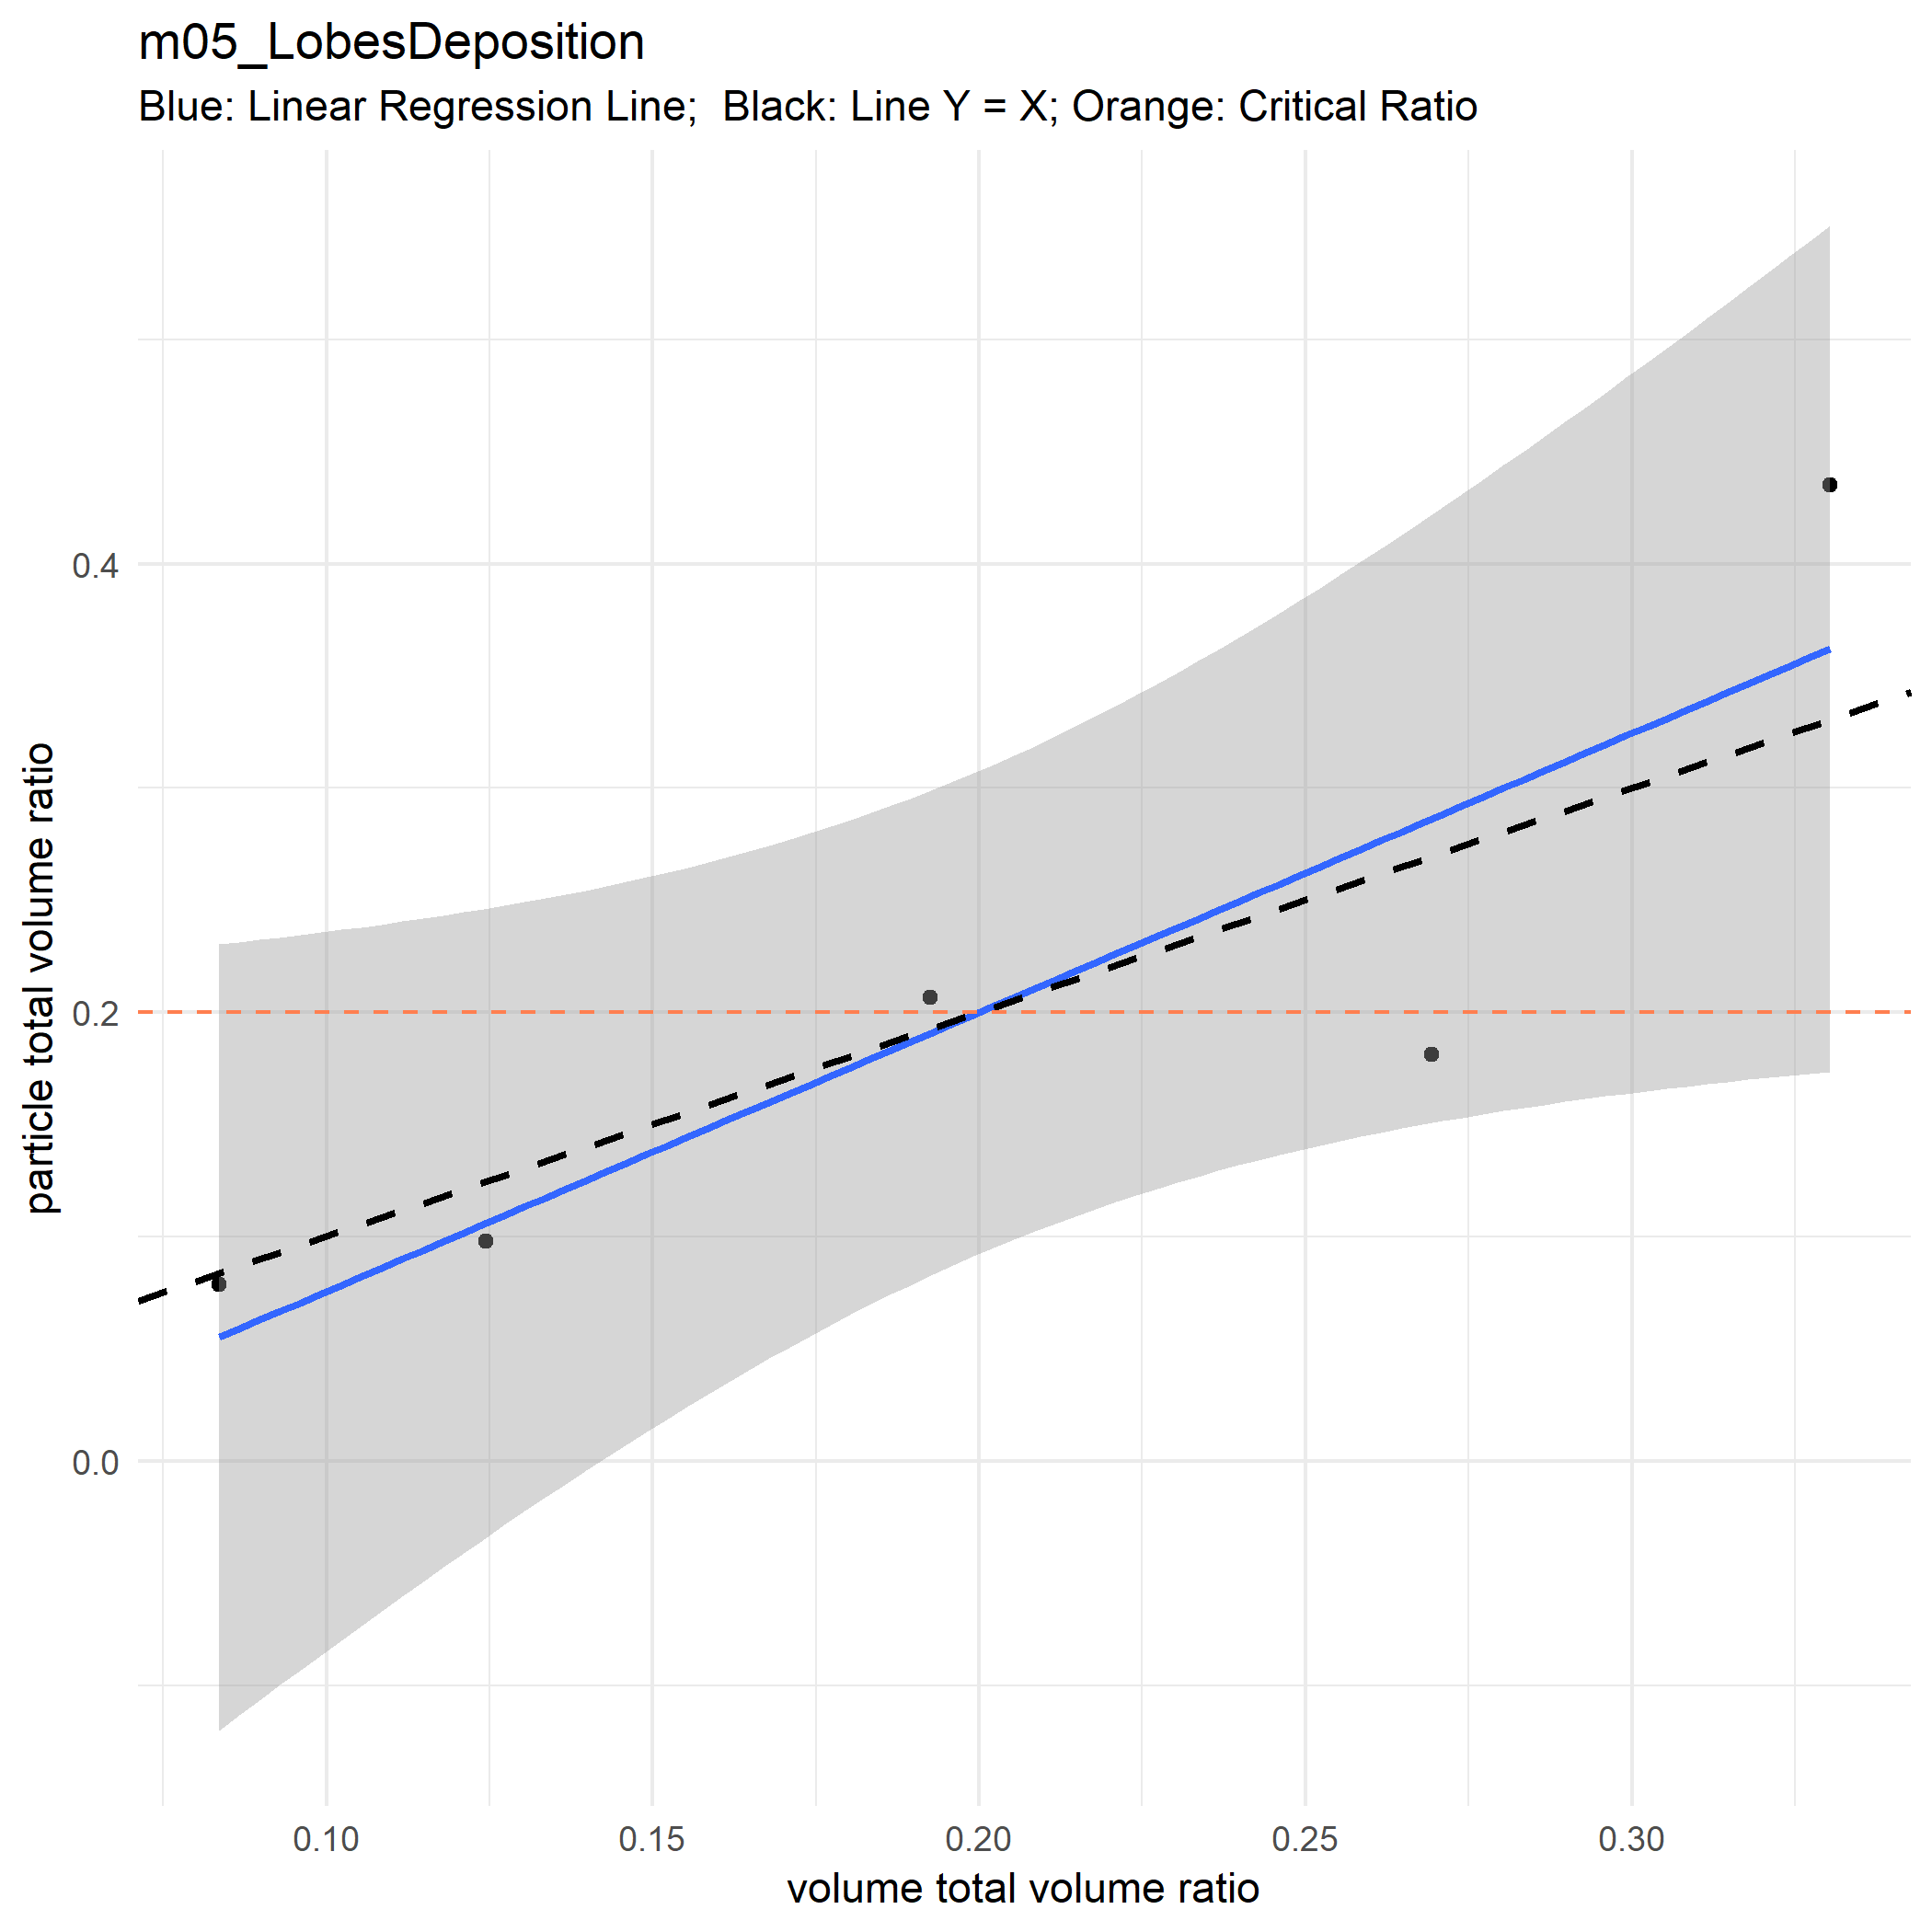 m05_LobesDeposition
Blue: Linear Regression Line;  Black: Line Y = X; Orange: Critical Ratio
particle total volume ratio
0.4
0.2
0.0
0.10 0.15 0.20 0.25 0.30
volume total volume ratio